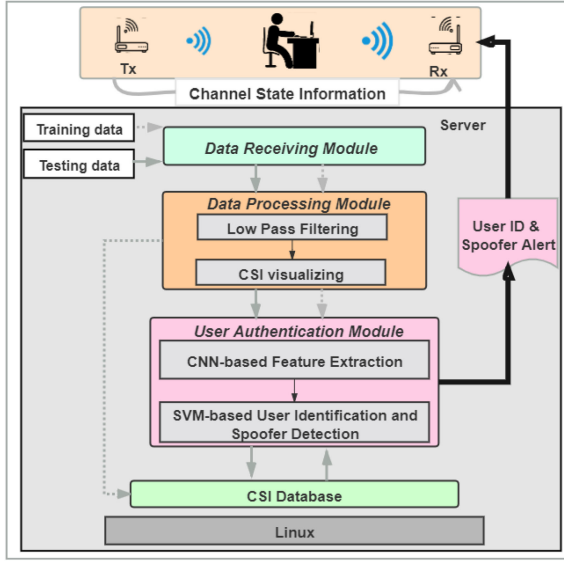 Tx
Rx
Channel State Information
Training data
Testing data
Server
Data Receiving Module
Data Processing Module
Low Pass Filtering
CSI visualizing
User ID &
Spoofer Alert
User Authentication Module
CNN-based Feature Extraction
SVM-based User Identification and
Spoofer Detection
CSI Database
Linux